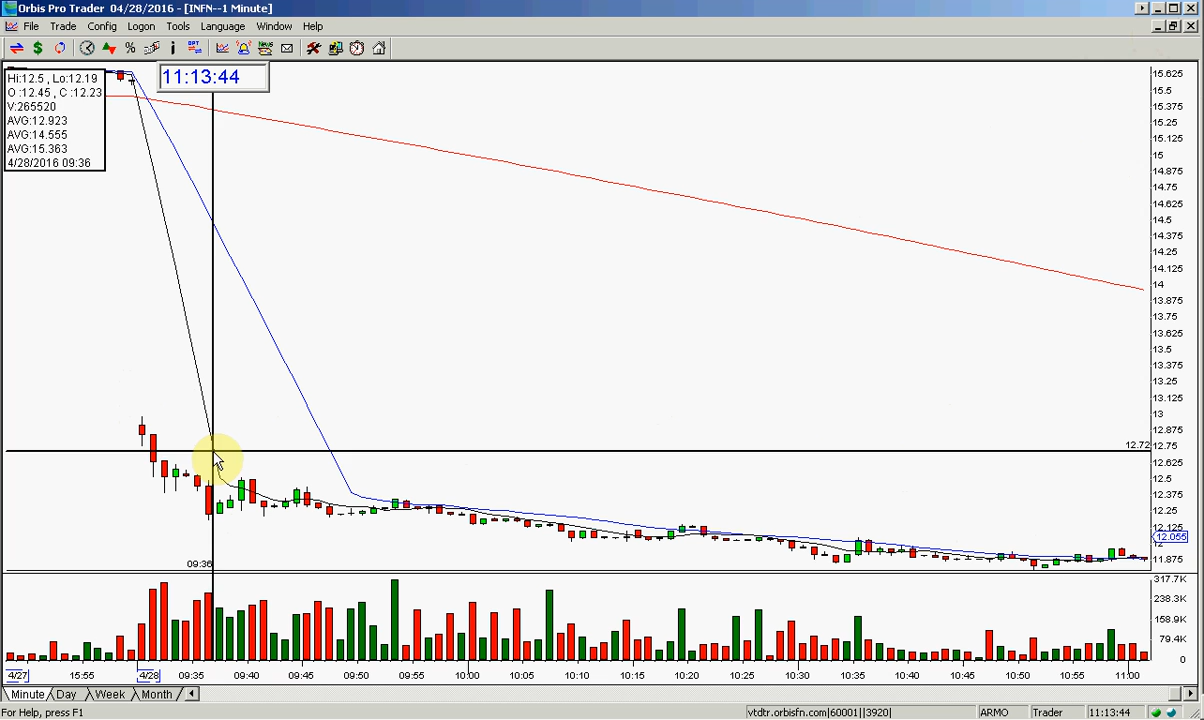 Orbis Pro Trader 04/28/2016 - [INFN--1 Minute]
File Trade Config Logon Tools Language Window Help
11:13:44
Hi:12.5 , Lo:12.19
O :12.45 , C :12.23
V:265520
AVG:12.923
AVG:14.555
AVG:15.363
4/28/2016 09:36
15.625
15.5
15.375
15.25
15.125
15
14.875
14.75
14.625
14.5
14.375
14.25
14.125
14
13.875
13.75
13.625
13.5
13.375
13.25
13.125
13
12.875
12.72
12.75
12.625
12.5
12.375
12.25
12.125
12.055
11.875
09:36
317.7K
238.3K
158.9K
79.4K
0
4/27 15:55 4/28 09:35 09:40 09:45 09:50 09:55 10:00 10:05 10:10 10:15 10:20 10:25 10:30 10:35 10:40 10:45 10:50 10:55 11:00
Minute Day Week Month
For Help, press F1
vtdtr.orbisfn.com|60001||3920| ARMO Trader 11:13:44